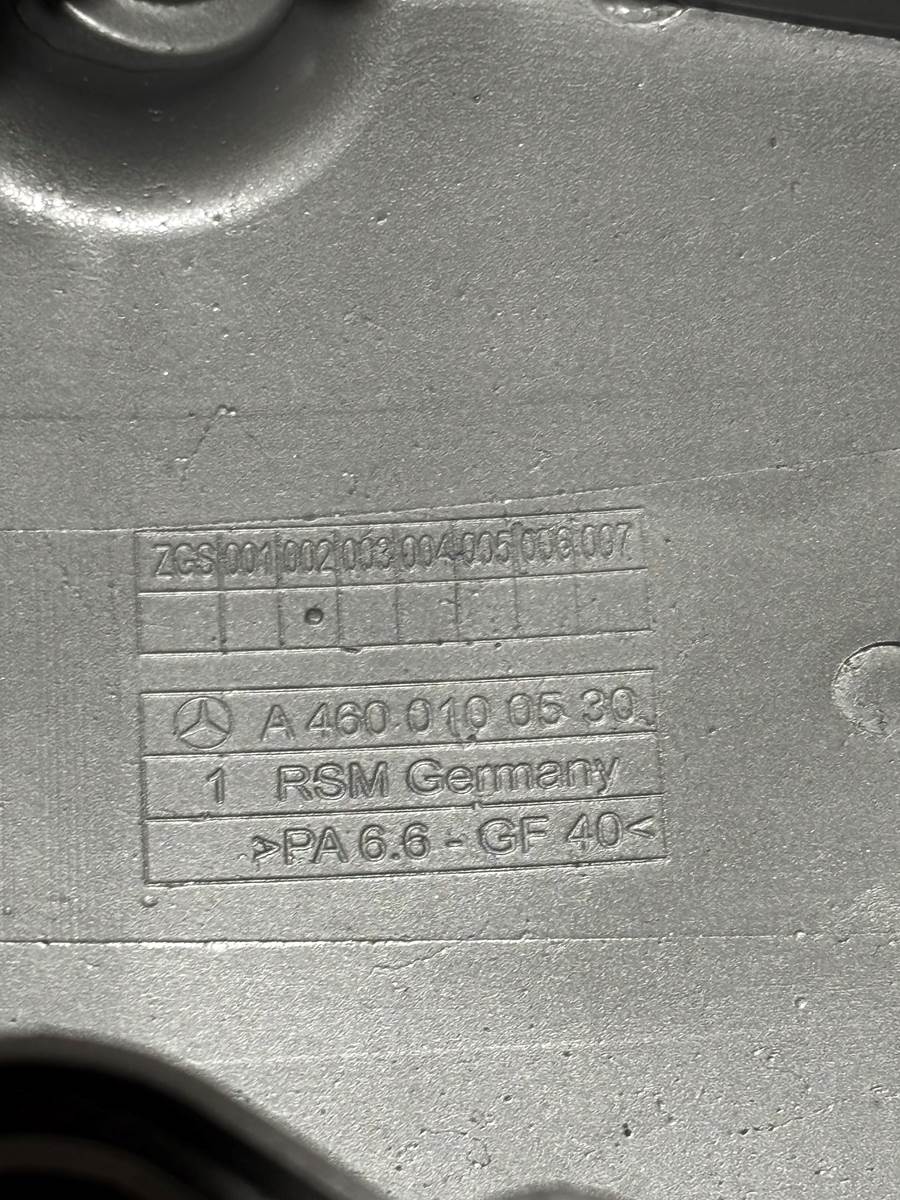 ZGS 001 002 003 004 005 006 007
A 460 010 05 30
1 RSM Germany
>PA 6.6 - GF 40<